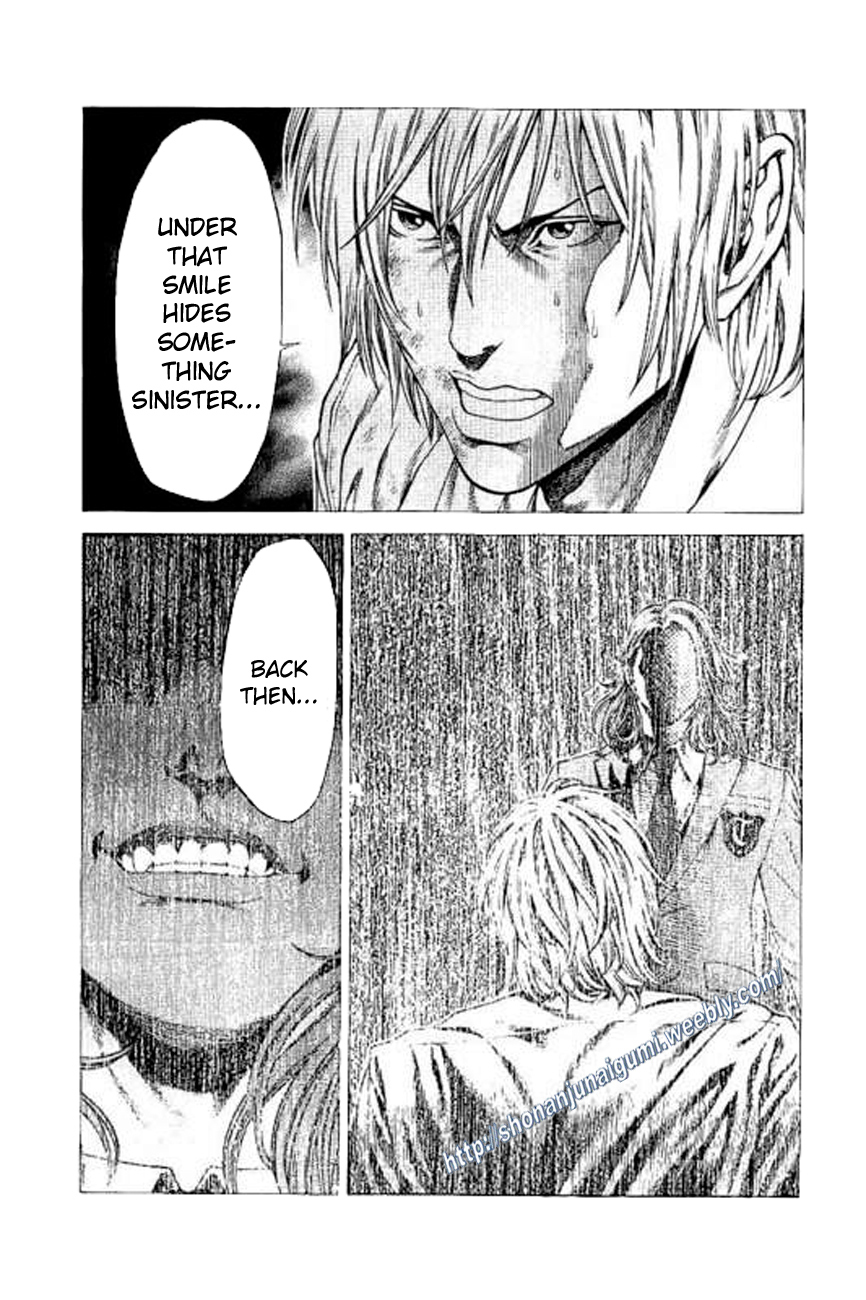 UNDER
THAT
SMILE
HIDES
SOME-
THING
SINISTER...
BACK
THEN...
T
http://shonanjunaigumi.weebly.com/